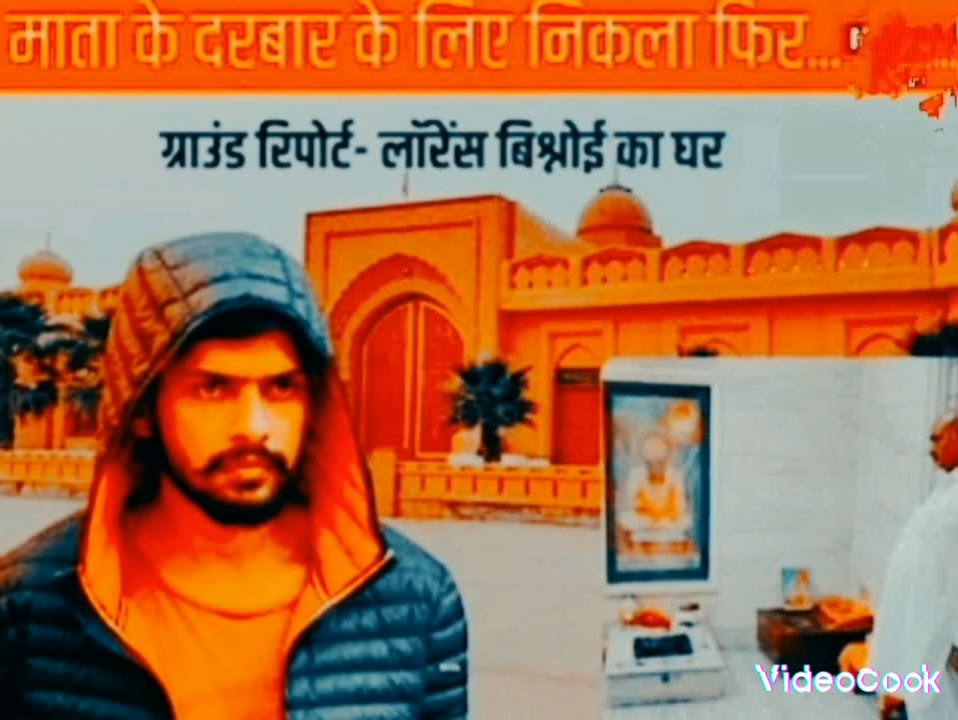 माता के दरबार के लिए निकला फिर...
ग्राउंड रिपोर्ट- लॉरेंस बिश्नोई का घर
VideoCook